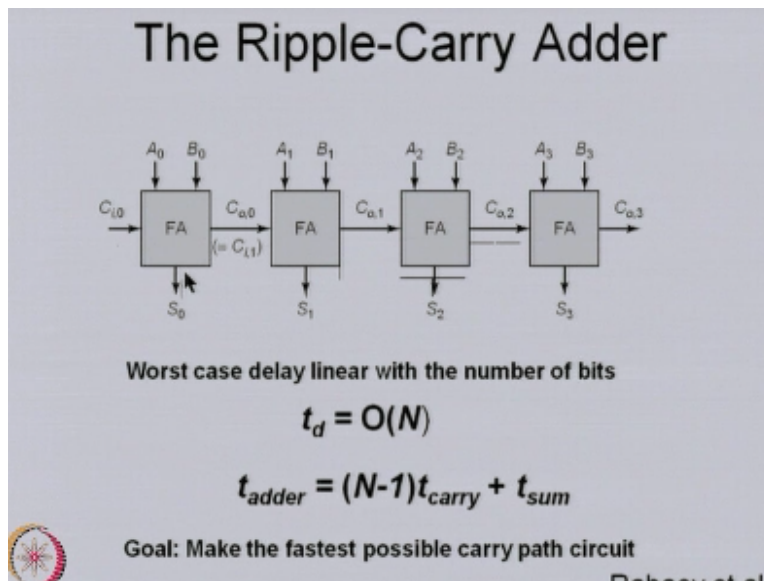 The Ripple-Carry Adder
A0 B0 A1 B1 A2 B2 A3 B3
Ci,0 FA Co,0 FA Co,1 FA Co,2 FA Co,3
(= Ci,1)
S0 S1 S2 S3
Worst case delay linear with the number of bits
td = O(N)
tadder = (N-1)tcarry + tsum
Goal: Make the fastest possible carry path circuit